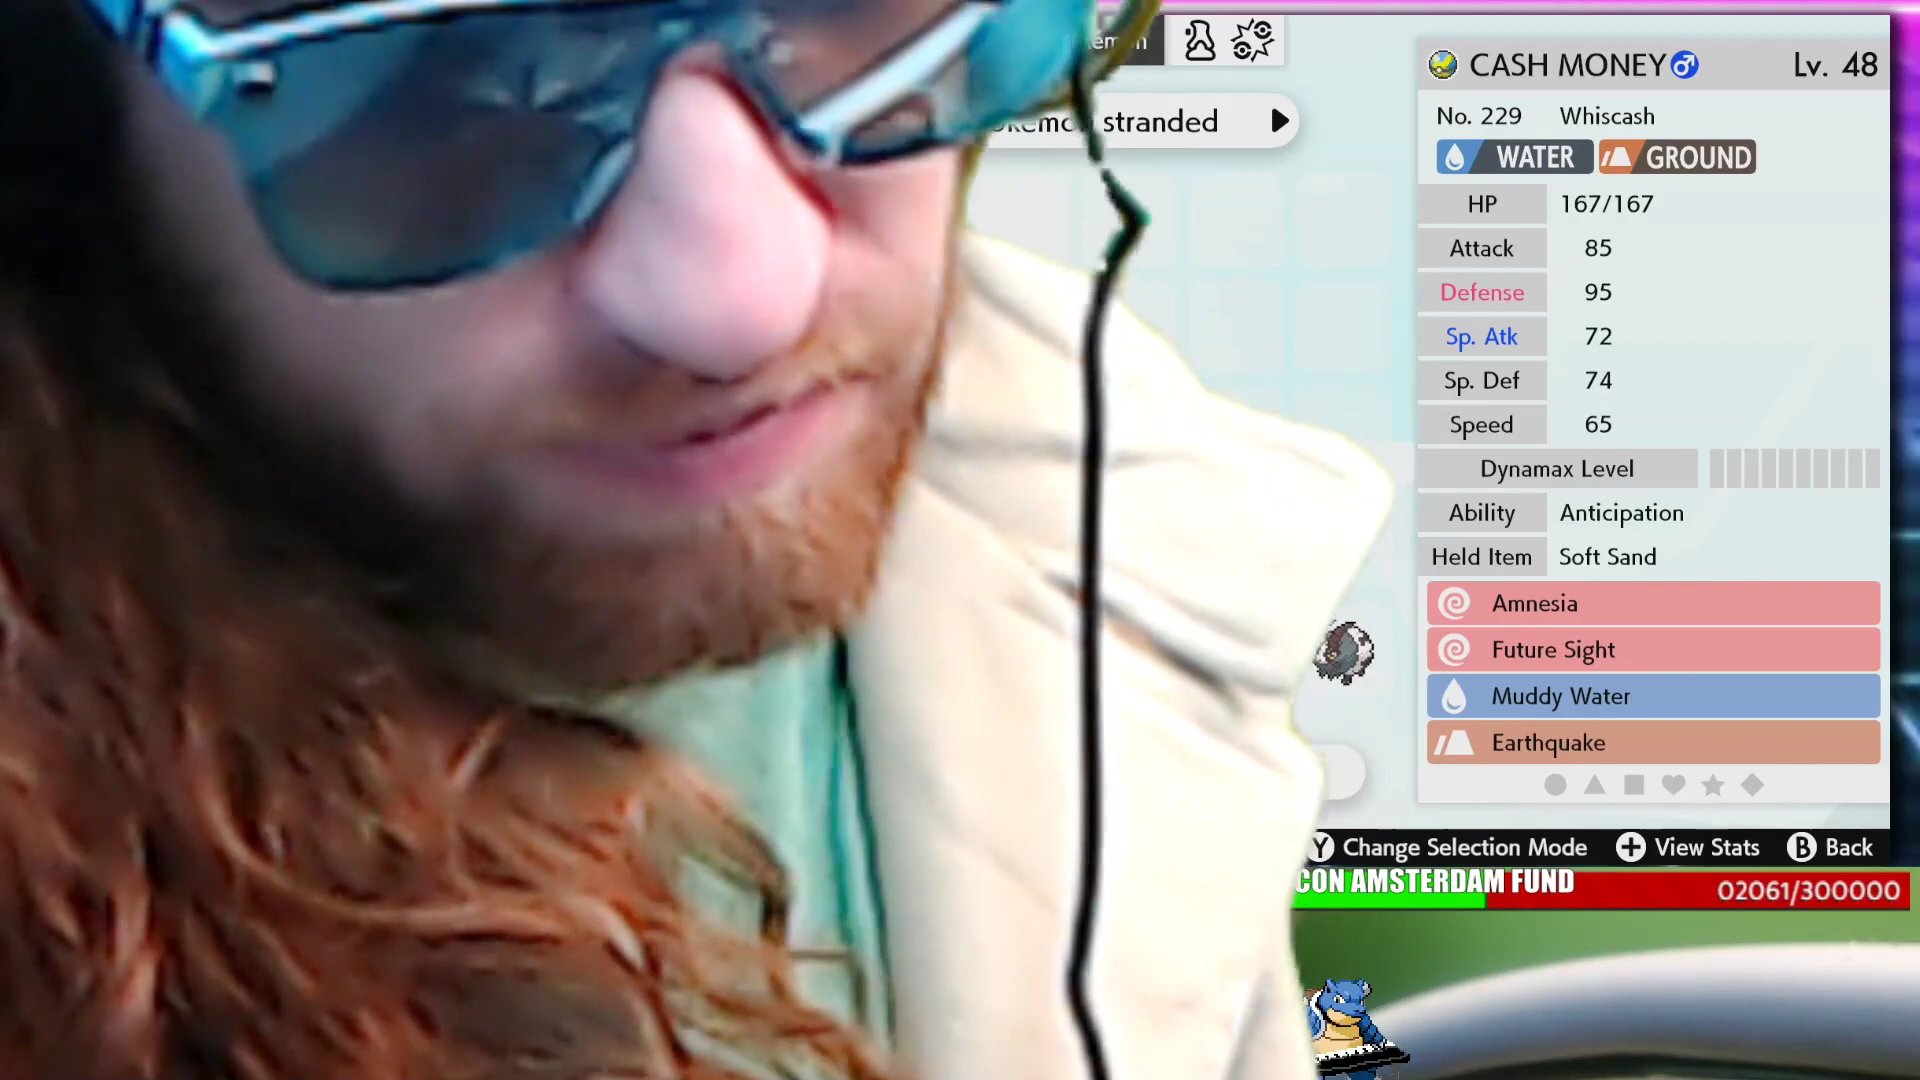 CASH MONEY♂ Lv. 48
stranded
No. 229 Whiscash
WATER GROUND
HP 167/167
Attack 85
Defense 95
Sp. Atk 72
Sp. Def 74
Speed 65
Dynamax Level
Ability Anticipation
Held Item Soft Sand
Amnesia
Future Sight
Muddy Water
Earthquake
Y Change Selection Mode + View Stats B Back
CON AMSTERDAM FUND 02061/300000